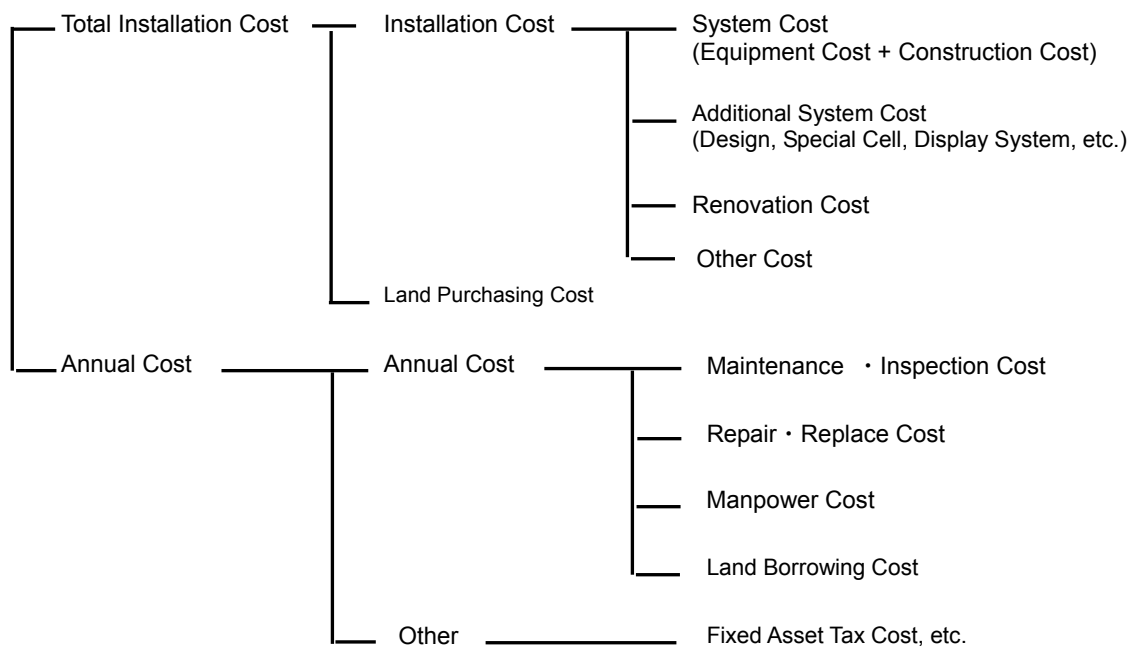 Total Installation Cost
Installation Cost
System Cost
(Equipment Cost + Construction Cost)
Additional System Cost
(Design, Special Cell, Display System, etc.)
Renovation Cost
Other Cost
Land Purchasing Cost
Annual Cost
Annual Cost
Maintenance ・Inspection Cost
Repair・Replace Cost
Manpower Cost
Land Borrowing Cost
Other
Fixed Asset Tax Cost, etc.